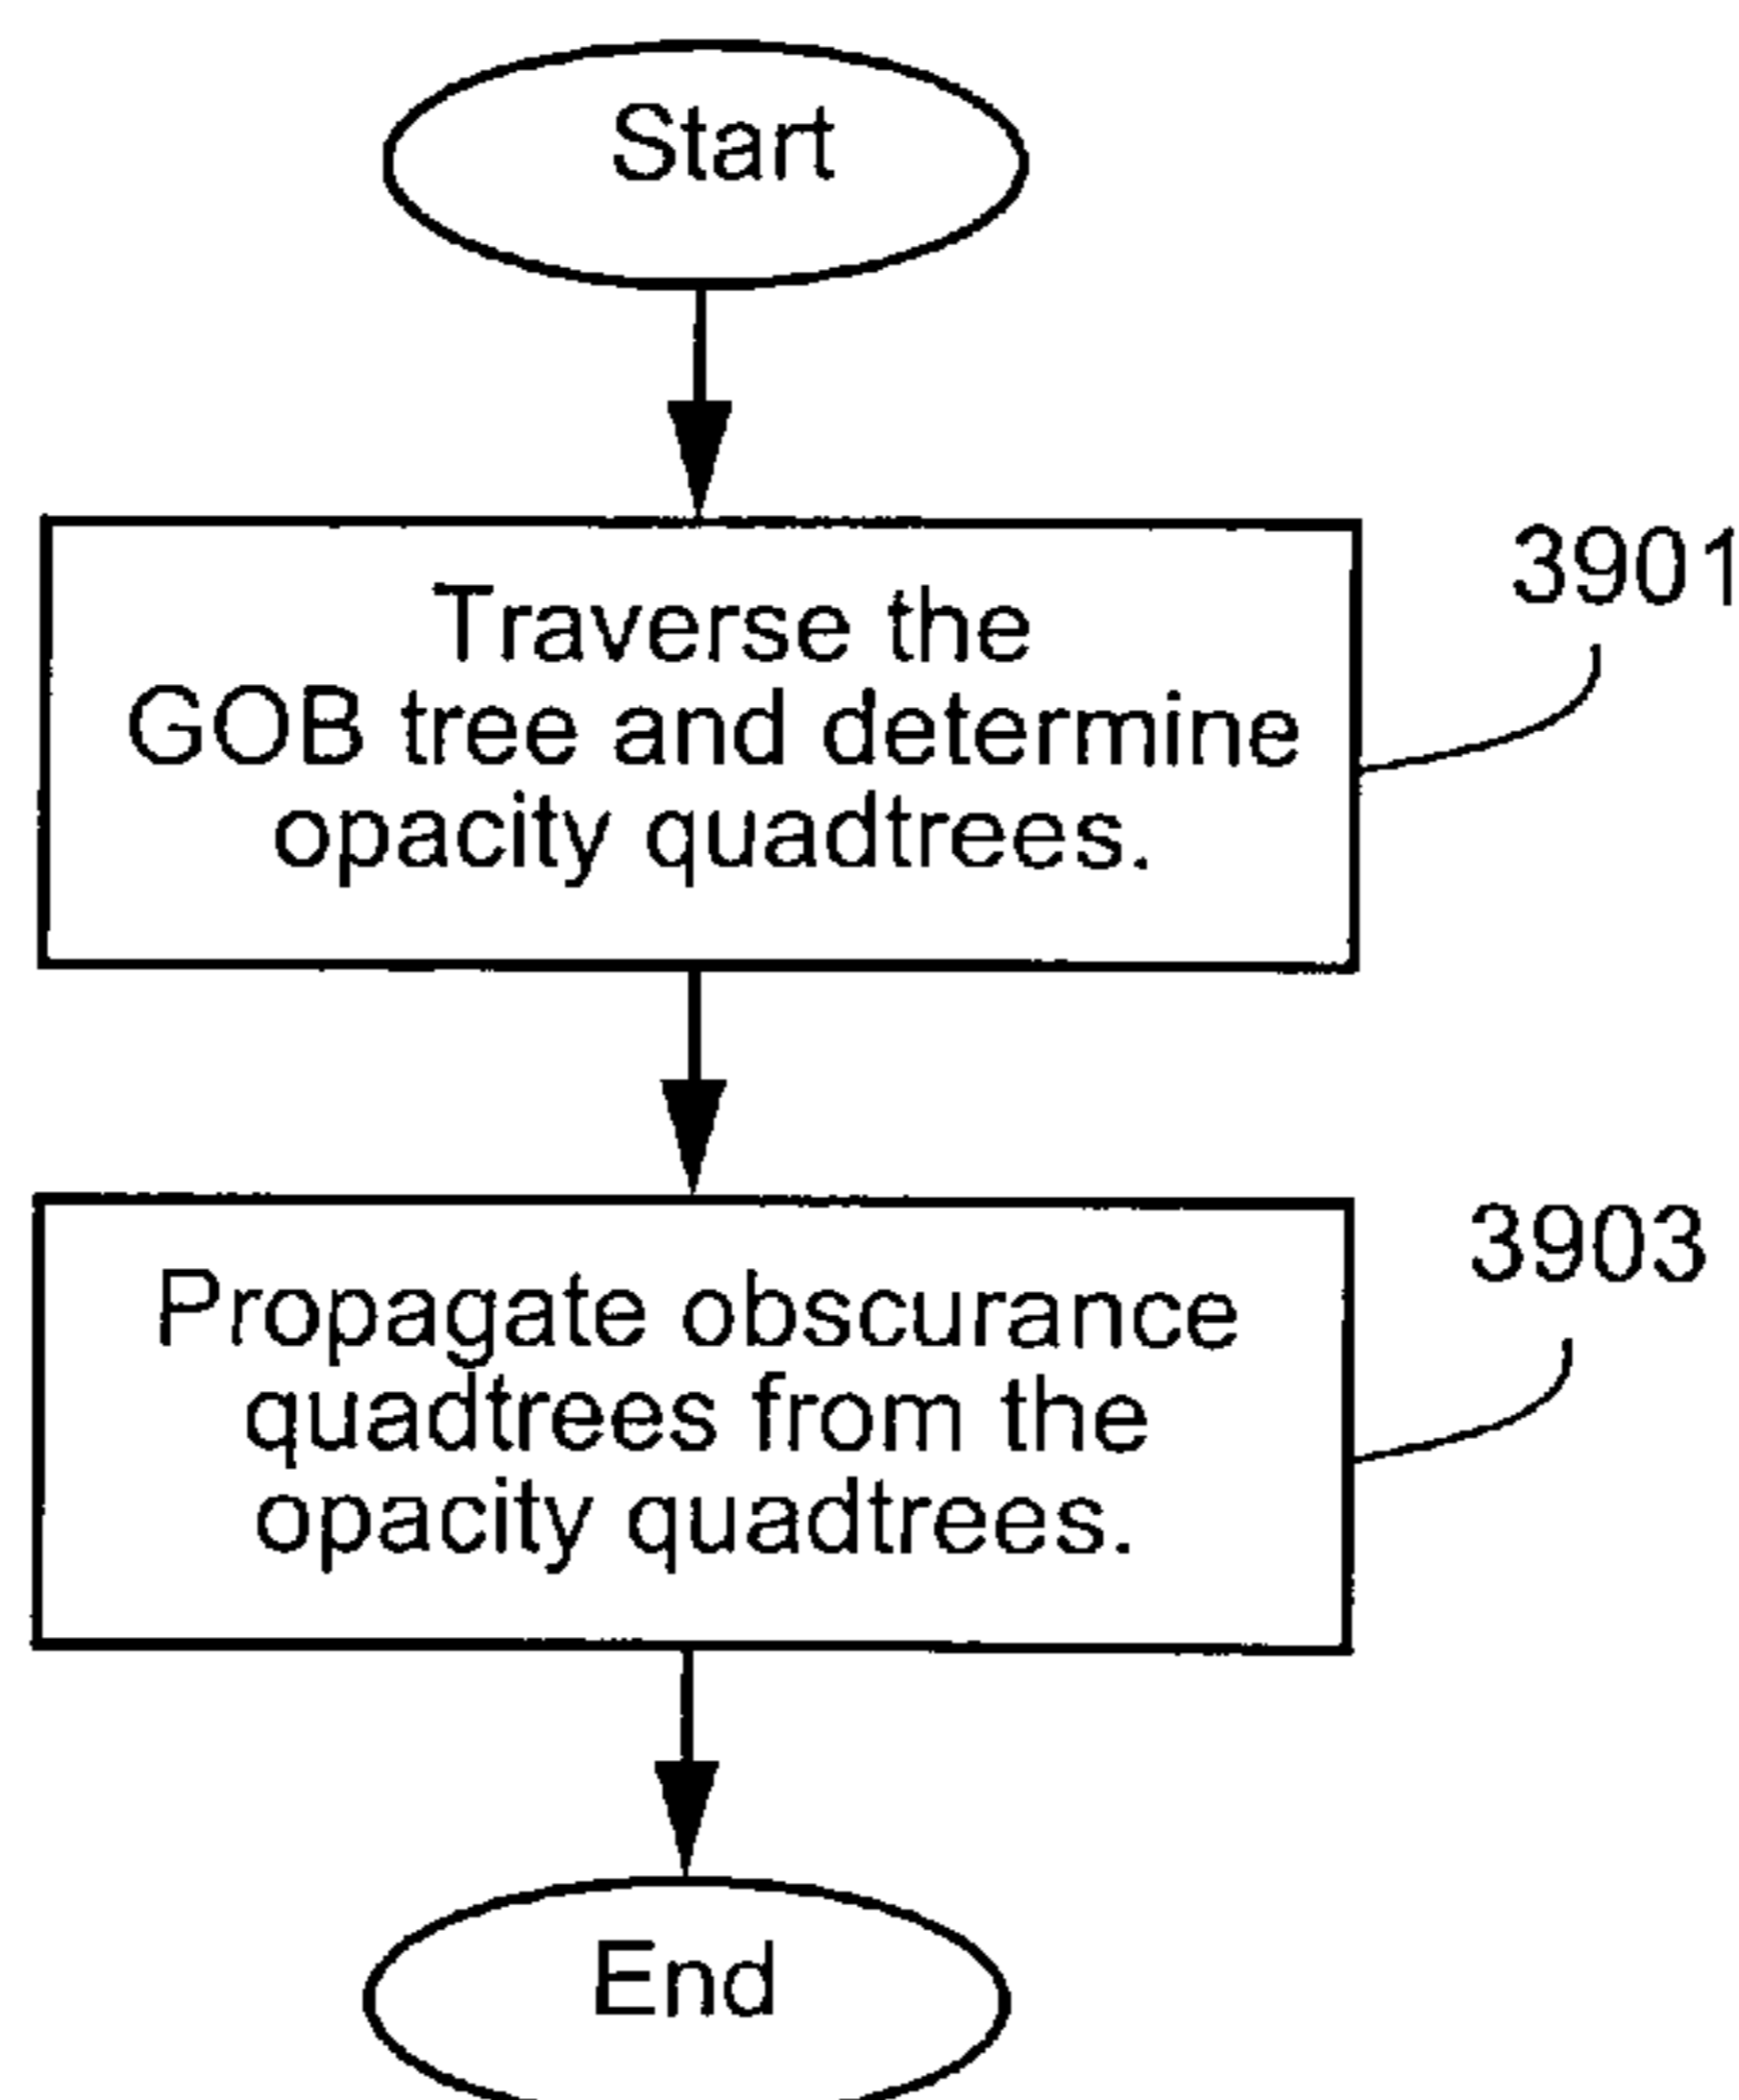 Start
Traverse the
GOB tree and determine
opacity quadtrees.
3901
Propagate obscurance
quadtrees from the
opacity quadtrees.
3903
End